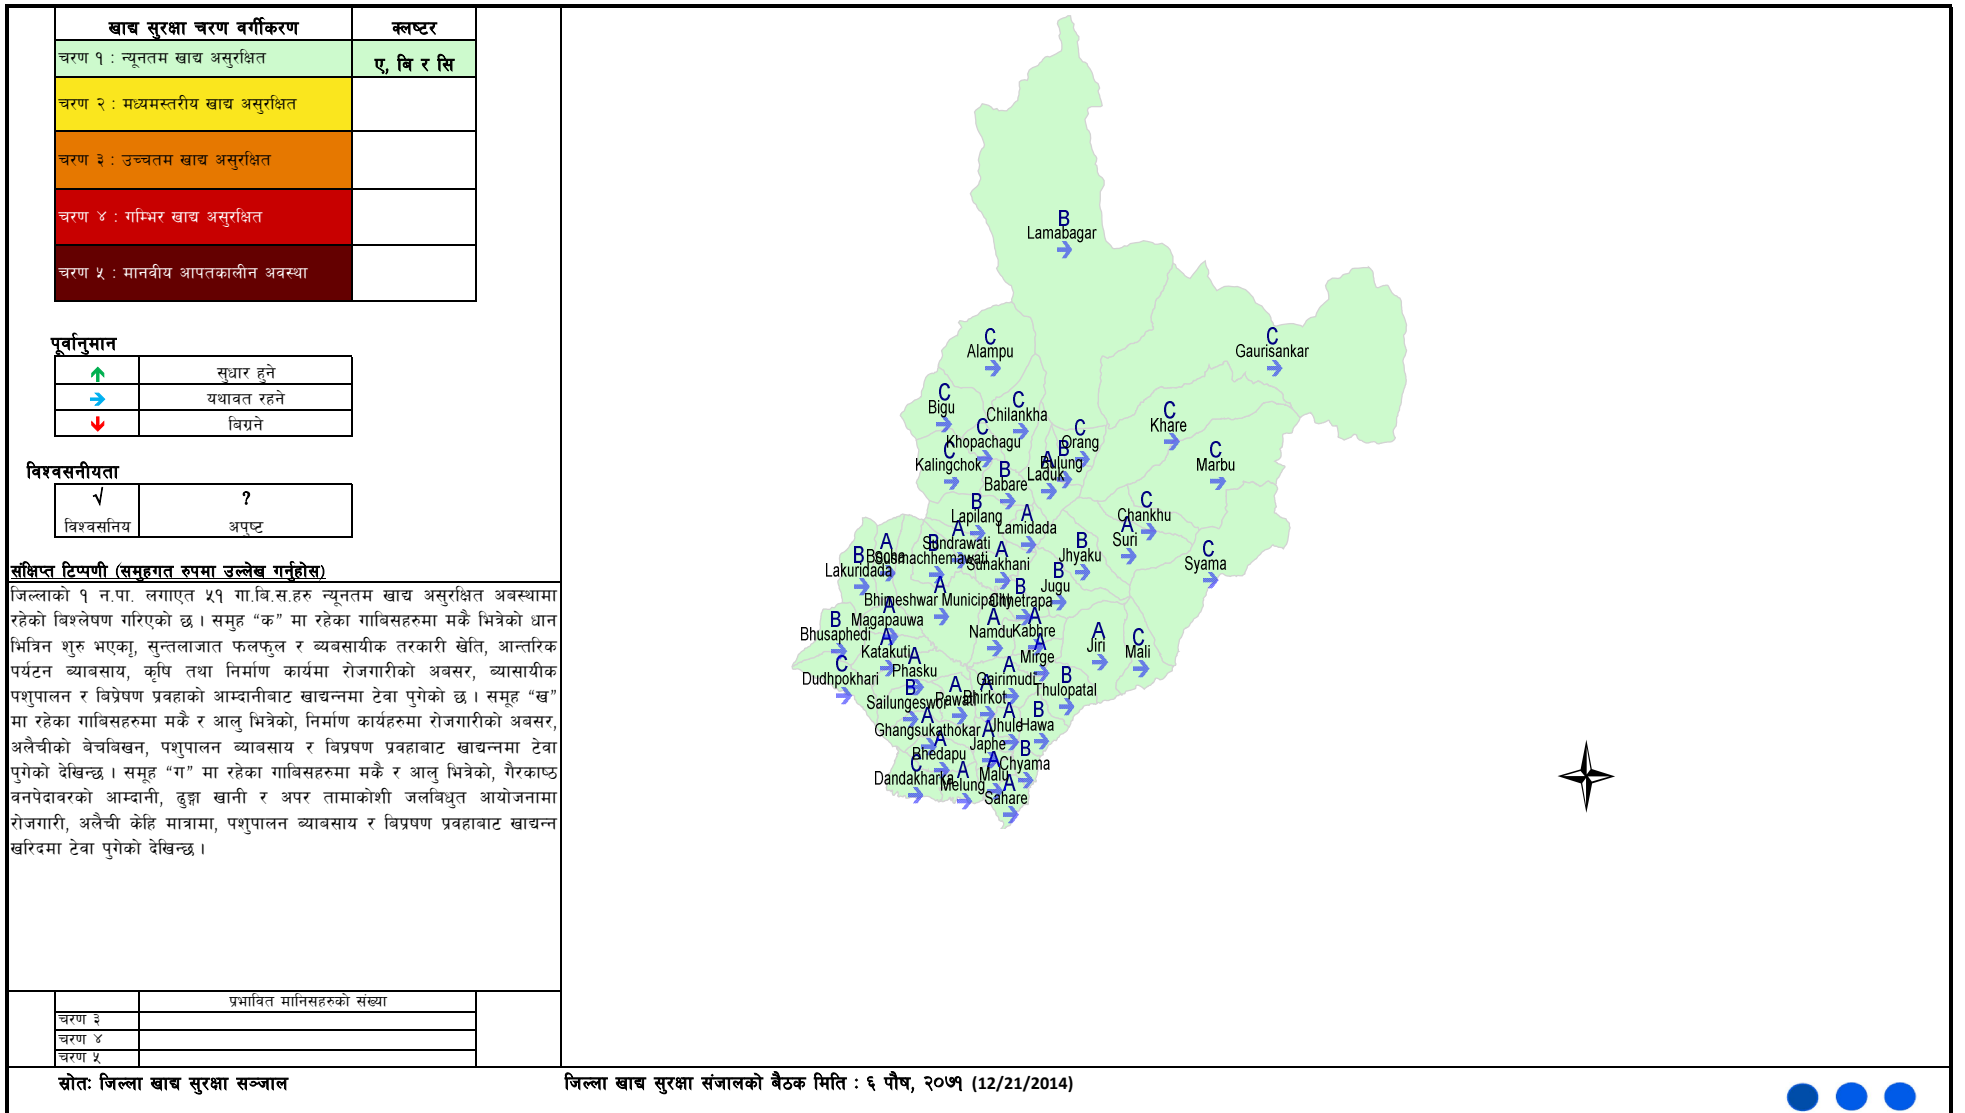 खाद्य सुरक्षा चरण वर्गीकरण क्लष्टर
चरण १ : न्यूनतम खाद्य असुरक्षित ए, बि र सि
चरण २ : मध्यमस्तरीय खाद्य असुरक्षित
चरण ३ : उच्चतम खाद्य असुरक्षित
चरण ४ : गम्भिर खाद्य असुरक्षित
चरण ५ : मानवीय आपतकालीन अवस्था
पूर्वानुमान
सुधार हुने
यथावत रहने
बिग्रने
विश्वसनीयता
√ ?
विश्वसनिय अपुष्ट
संक्षिप्त टिप्पणी (समुहगत रुपमा उल्लेख गर्नुहोस)
जिल्लाको १ न.पा. लगाएत ५१ गा.बि.स.हरु न्यूनतम खाद्य असुरक्षित अबस्थामा
रहेको बिश्लेषण गरिएको छ । समुह “क” मा रहेका गाबिसहरुमा मकै भित्रेको धान
भित्रिन शुरु भएका, सुन्तलाजात फलफुल र ब्यबसायीक तरकारी खेति, आन्तरिक
पर्यटन ब्याबसाय, कृषि तथा निर्माण कार्यमा रोजगारीको अबसर, ब्यासायीक
पशुपालन र बिप्रेषण प्रवहाको आम्दानीबाट खाद्यन्नमा टेवा पुगेको छ । समूह “ख”
मा रहेका गाबिसहरुमा मकै र आलु भित्रेको, निर्माण कार्यहरुमा रोजगारीको अबसर,
अलैचीको बेचबिखन, पशुपालन ब्याबसाय र बिप्रषण प्रवहाबाट खाद्यन्नमा टेवा
पुगेको देखिन्छ । समूह “ग” मा रहेका गाबिसहरुमा मकै र आलु भित्रेको, गैरकाष्ठ
वनपेदावरको आम्दानी, ढुङ्गा खानी र अपर तामाकोशी जलबिधुत आयोजनामा
रोजगारी, अलैची केहि मात्रामा, पशुपालन ब्याबसाय र बिप्रषण प्रवहाबाट खाद्यन्न
खरिदमा टेवा पुगेको देखिन्छ ।
प्रभावित मानिसहरुको संख्या
चरण ३
चरण ४
चरण ५
स्रोतः जिल्ला खाद्य सुरक्षा सञ्जाल
जिल्ला खाद्य सुरक्षा संजालको बैठक मिति : ६ पौष, २०७१ (12/21/2014)
B
Lamabagar
C
Alampu
C
Gaurisankar
C
Bigu
C
Chilankha
C
Khare
C
Khopachagu
C
Orang
C
Kalingchok
B
Bulung
A
Laduk
C
Marbu
B
Babare
B
Lapilang
A
Lamidada
C
Chankhu
A
Suri
A
Sundrawati
B
Jhyaku
C
Syama
B
Lakuridada
A
B
A
Sunakhani
B
Jugu
A
Bhimeshwar Municipality
B
Chhetrapa
A
Magapauwa
B
Bhusaphedi
A
Namdu
A
Kabhre
A
Jiri
C
Mali
A
Katakuti
A
Mirge
A
Phasku
C
Dudhpokhari
A
Gairimudi
B
Thulopatal
B
Sailungeswor
A
Pawati
A
Bhirkot
A
Ghangsukathokar
A
Jhule
B
Hawa
A
Japhe
A
Bhedapu
B
Chyama
C
Dandakharka
A
Melung
A
Malu
A
Sahare